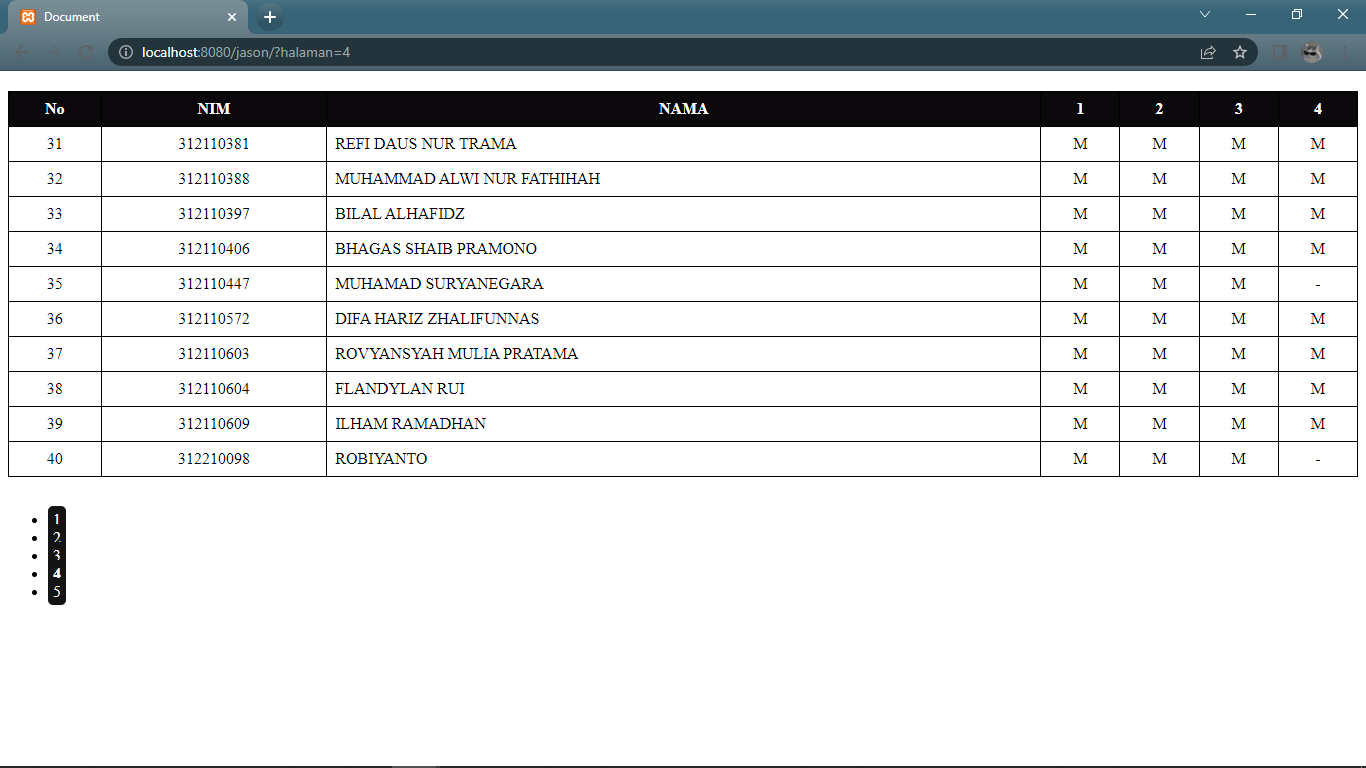 Document
localhost:8080/jason/?halaman=4
No NIM NAMA 1 2 3 4
31 312110381 REFI DAUS NUR TRAMA M M M M
32 312110388 MUHAMMAD ALWI NUR FATHIHAH M M M M
33 312110397 BILAL ALHAFIDZ M M M M
34 312110406 BHAGAS SHAIB PRAMONO M M M M
35 312110447 MUHAMAD SURYANEGARA M M M -
36 312110572 DIFA HARIZ ZHALIFUNNAS M M M M
37 312110603 ROVYANSYAH MULIA PRATAMA M M M M
38 312110604 FLANDYLAN RUI M M M M
39 312110609 ILHAM RAMADHAN M M M M
40 312210098 ROBIYANTO M M M -
1
2
3
4
5